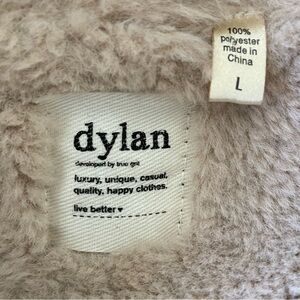 100%
polyester
made in
China
L
dylan
developed by true grit
luxury, unique, casual,
quality, happy clothes.
live better ♥